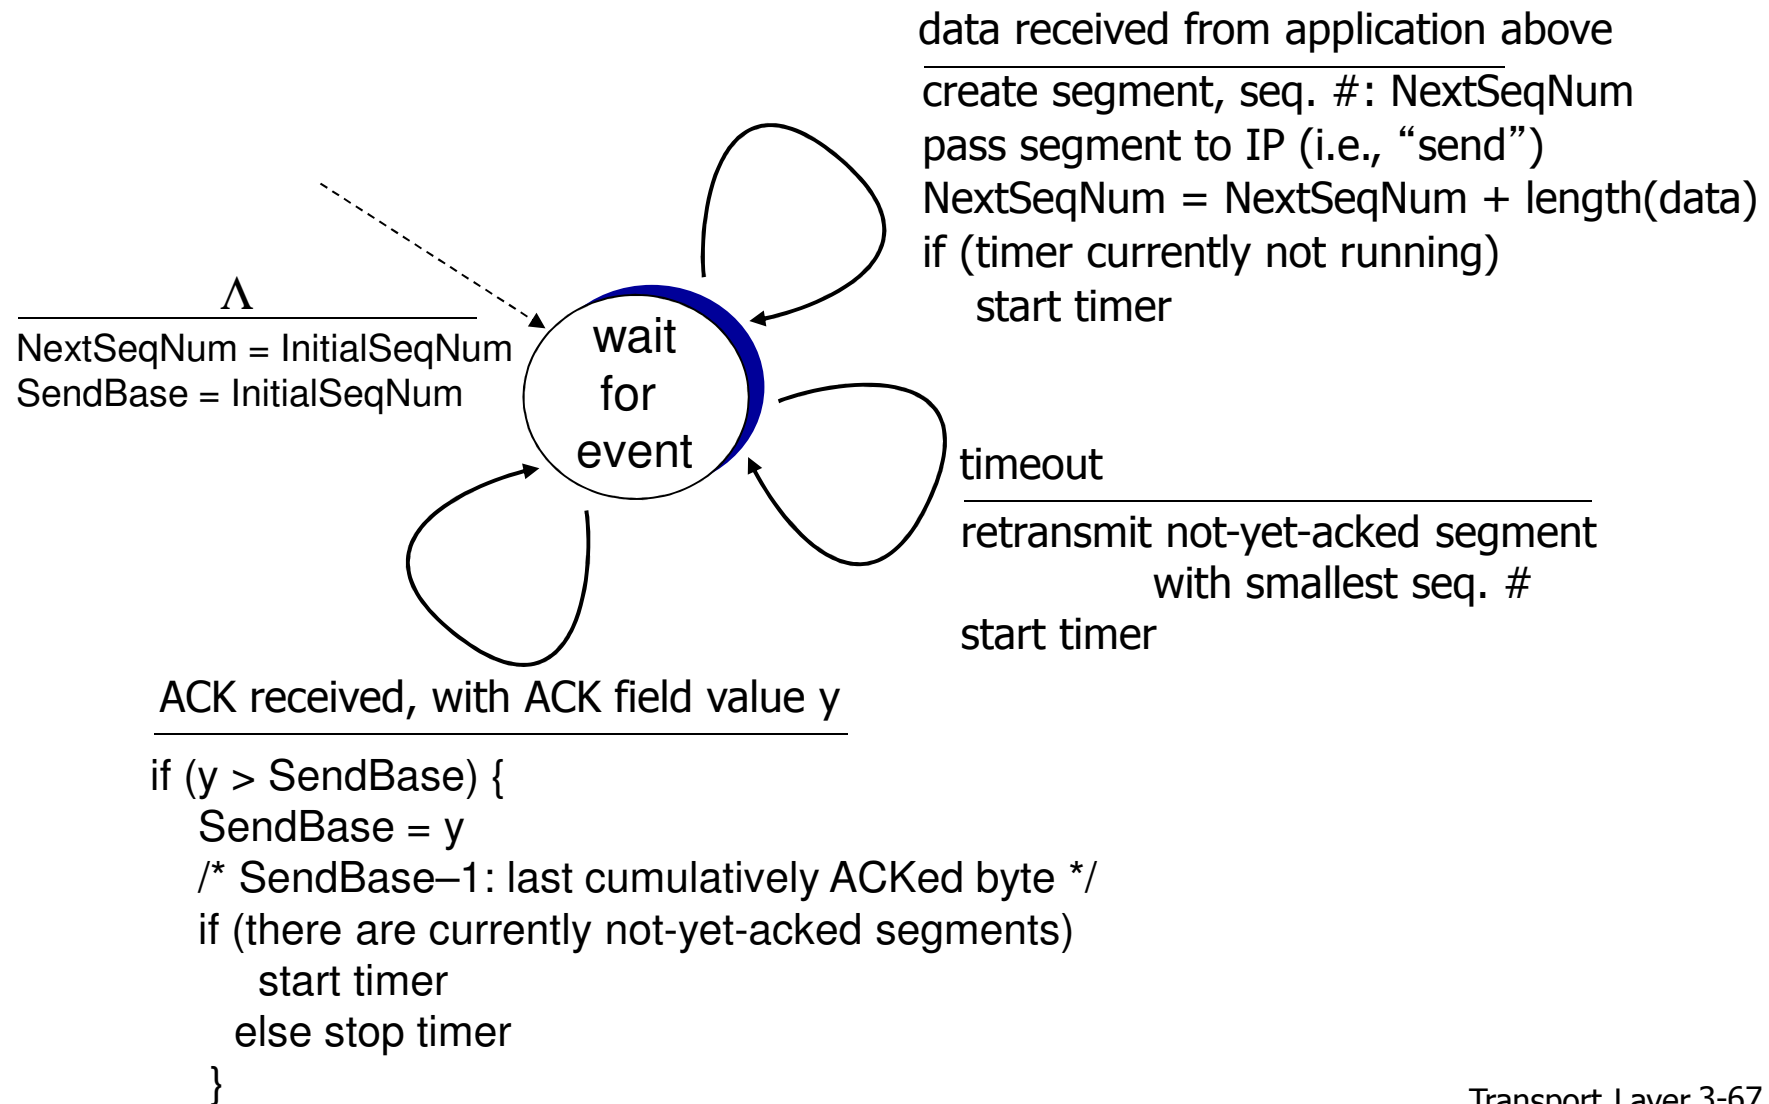 data received from application above
create segment, seq. #: NextSeqNum
pass segment to IP (i.e., “send”)
NextSeqNum = NextSeqNum + length(data)
if (timer currently not running)
start timer
Λ
NextSeqNum = InitialSeqNum
SendBase = InitialSeqNum
wait
for
event
timeout
retransmit not-yet-acked segment
with smallest seq. #
start timer
ACK received, with ACK field value y
if (y > SendBase) {
SendBase = y
/* SendBase–1: last cumulatively ACKed byte */
if (there are currently not-yet-acked segments)
start timer
else stop timer
}
Transport Layer 3-67